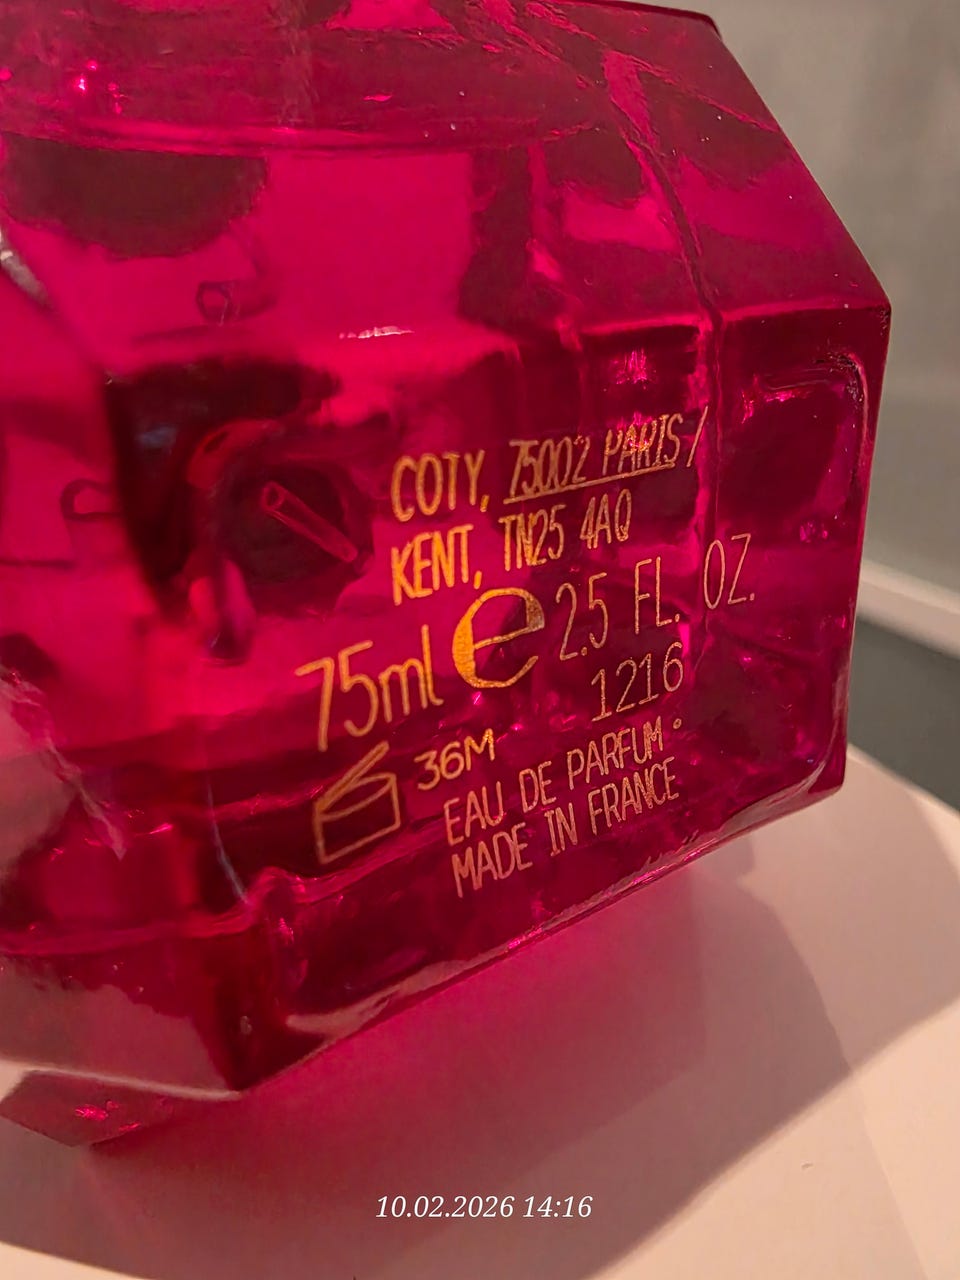 COTY, 75002 PARIS /
KENT, TN25 4AQ
75ml e 2.5 FL. OZ.
1216
36M
EAU DE PARFUM •
MADE IN FRANCE
10.02.2026 14:16